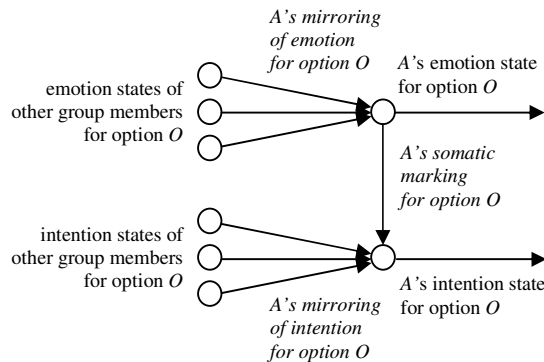 A's mirroring
of emotion
for option O
emotion states of
other group members
for option O
A's emotion state
for option O
A's somatic
marking
for option O
intention states of
other group members
for option O
A's mirroring
of intention
for option O
A's intention state
for option O